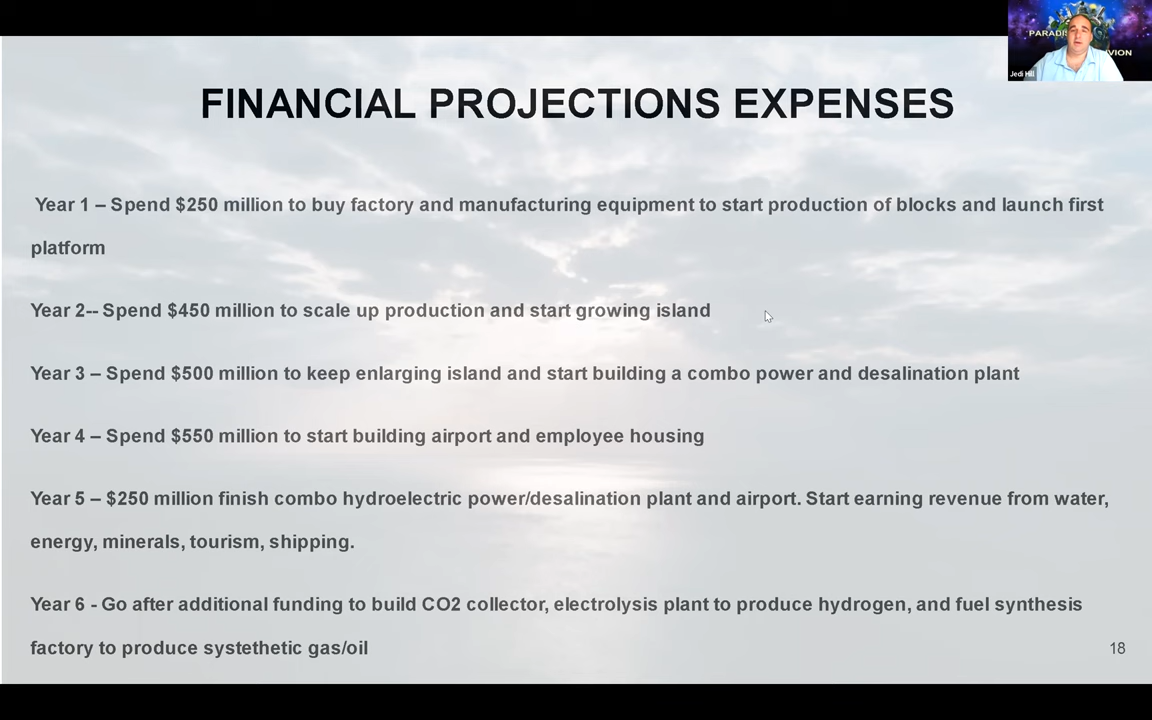 PARADIS
VION
Jedi Hill
FINANCIAL PROJECTIONS EXPENSES
Year 1 – Spend $250 million to buy factory and manufacturing equipment to start production of blocks and launch first
platform
Year 2-- Spend $450 million to scale up production and start growing island
Year 3 – Spend $500 million to keep enlarging island and start building a combo power and desalination plant
Year 4 – Spend $550 million to start building airport and employee housing
Year 5 – $250 million finish combo hydroelectric power/desalination plant and airport. Start earning revenue from water,
energy, minerals, tourism, shipping.
Year 6 - Go after additional funding to build CO2 collector, electrolysis plant to produce hydrogen, and fuel synthesis
factory to produce systethetic gas/oil
18